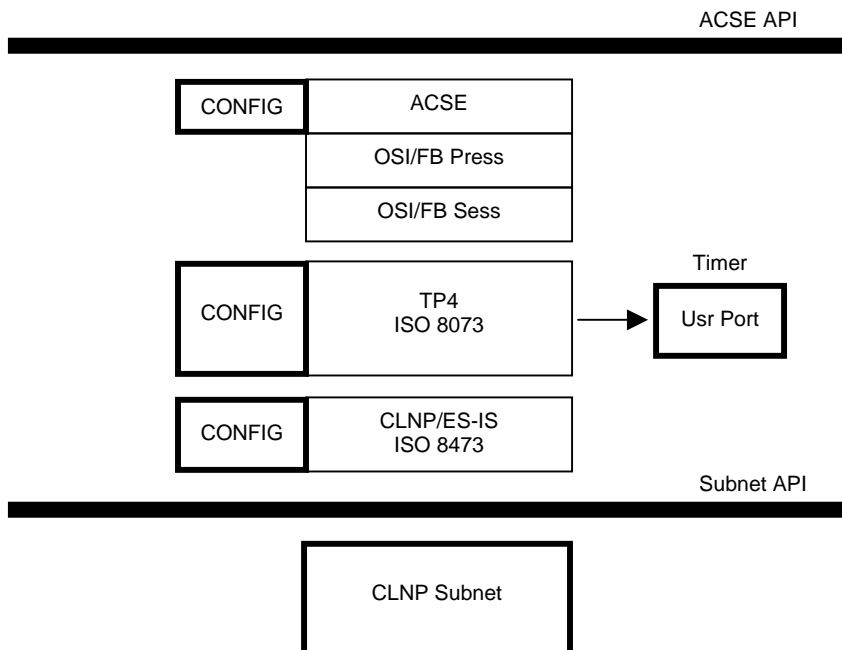 ACSE API
CONFIG
ACSE
OSI/FB Press
OSI/FB Sess
Timer
CONFIG
TP4
ISO 8073
Usr Port
CONFIG
CLNP/ES-IS
ISO 8473
Subnet API
CLNP Subnet